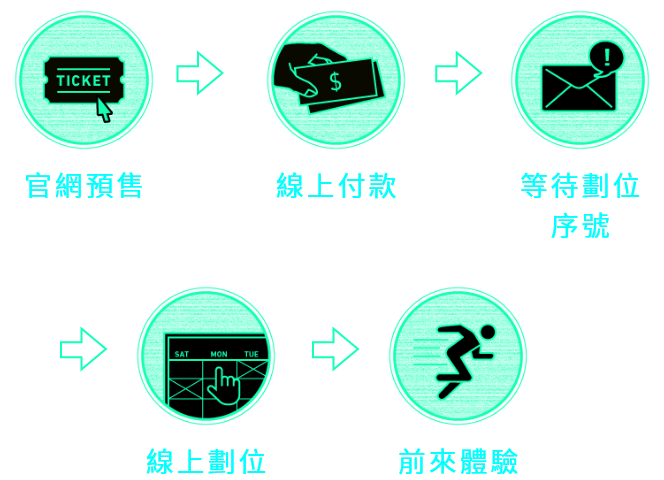 TICKET
$
!
官網預售
線上付款
等待劃位
序號
SAT MON TUE
線上劃位
前來體驗